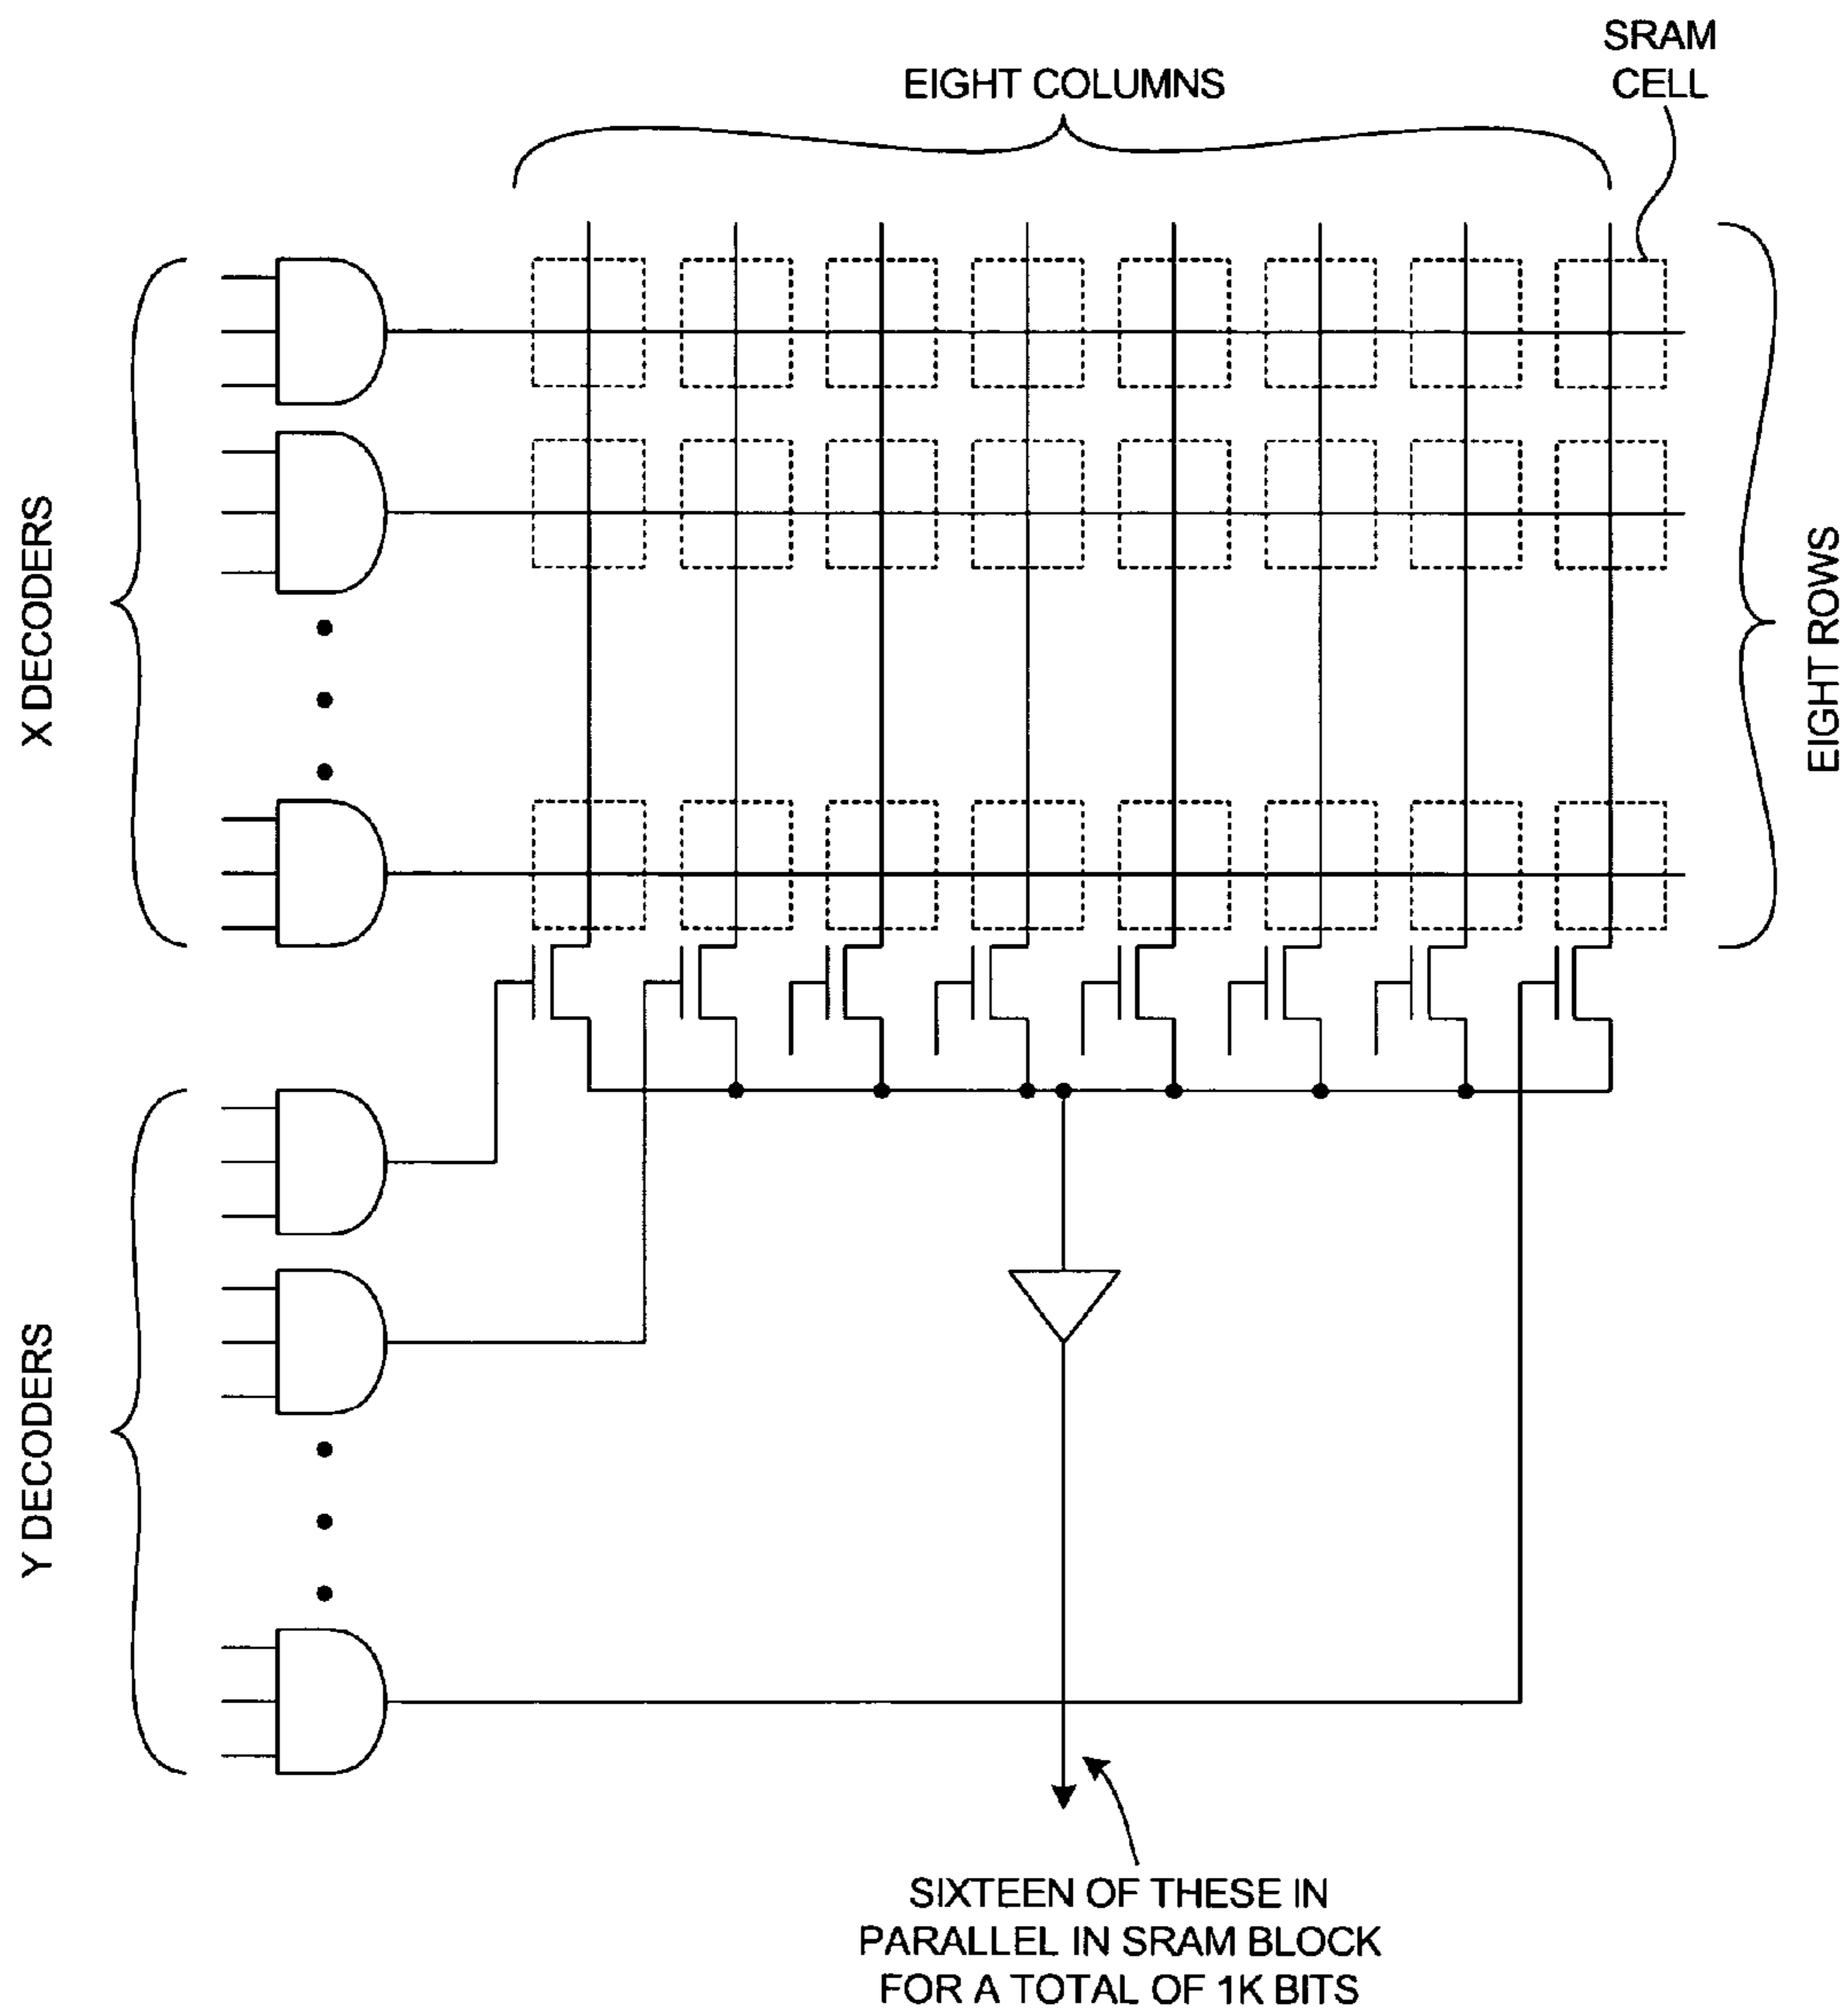 SRAM
CELL
EIGHT COLUMNS
X DECODERS
EIGHT ROWS
Y DECODERS
SIXTEEN OF THESE IN
PARALLEL IN SRAM BLOCK
FOR A TOTAL OF 1K BITS